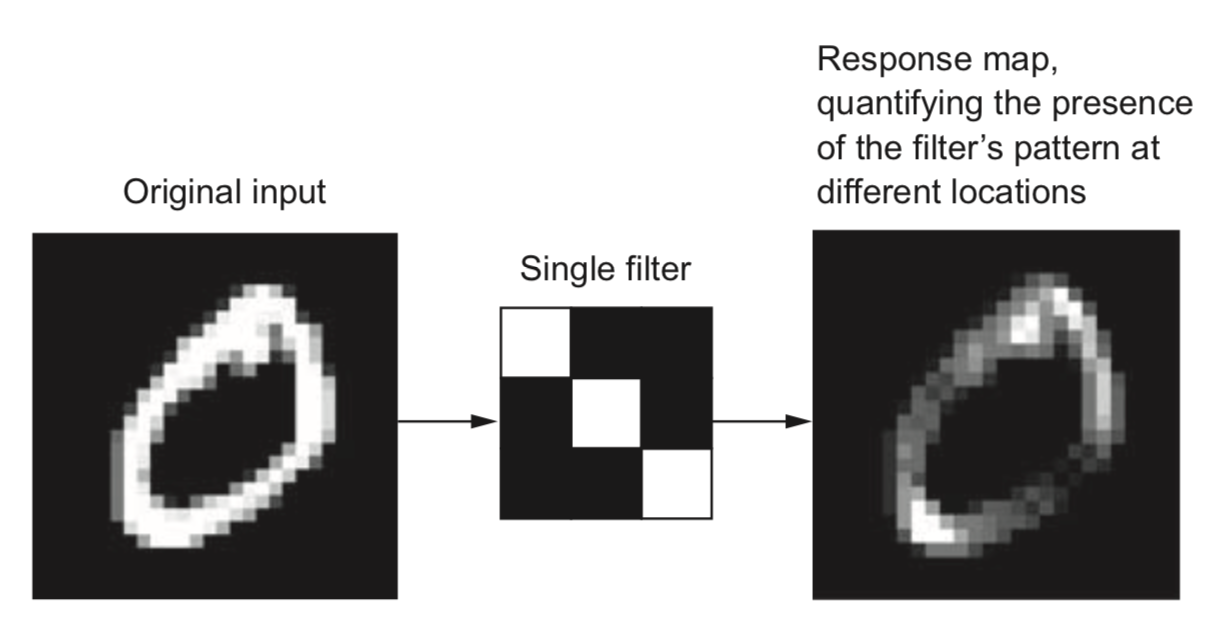 Original input
Single filter
Response map,
quantifying the presence
of the filter's pattern at
different locations